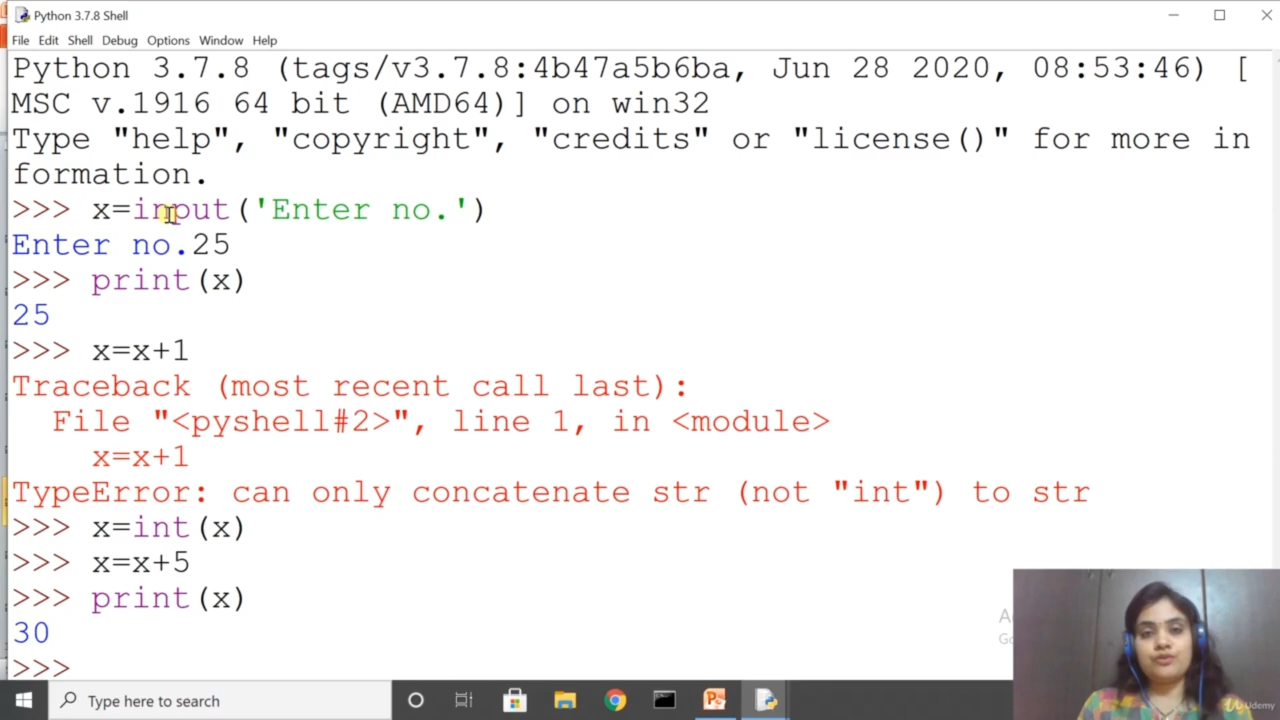 Python 3.7.8 Shell
File Edit Shell Debug Options Window Help
Python 3.7.8 (tags/v3.7.8:4b47a5b6ba, Jun 28 2020, 08:53:46) [
MSC v.1916 64 bit (AMD64)] on win32
Type "help", "copyright", "credits" or "license()" for more in
formation.
>>> x=input('Enter no.')
Enter no.25
>>> print(x)
25
>>> x=x+1
Traceback (most recent call last):
  File "<pyshell#2>", line 1, in <module>
    x=x+1
TypeError: can only concatenate str (not "int") to str
>>> x=int(x)
>>> x=x+5
>>> print(x)
30
>>>
Type here to search
Udemy